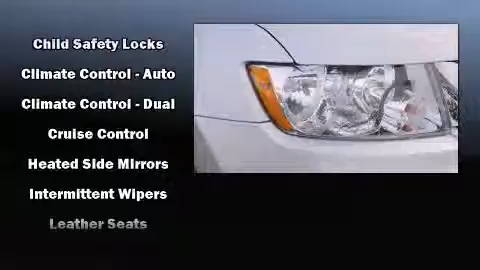 Child Safety Locks
Climate Control - Auto
Climate Control - Dual
Cruise Control
Heated Side Mirrors
Intermittent Wipers
Leather Seats